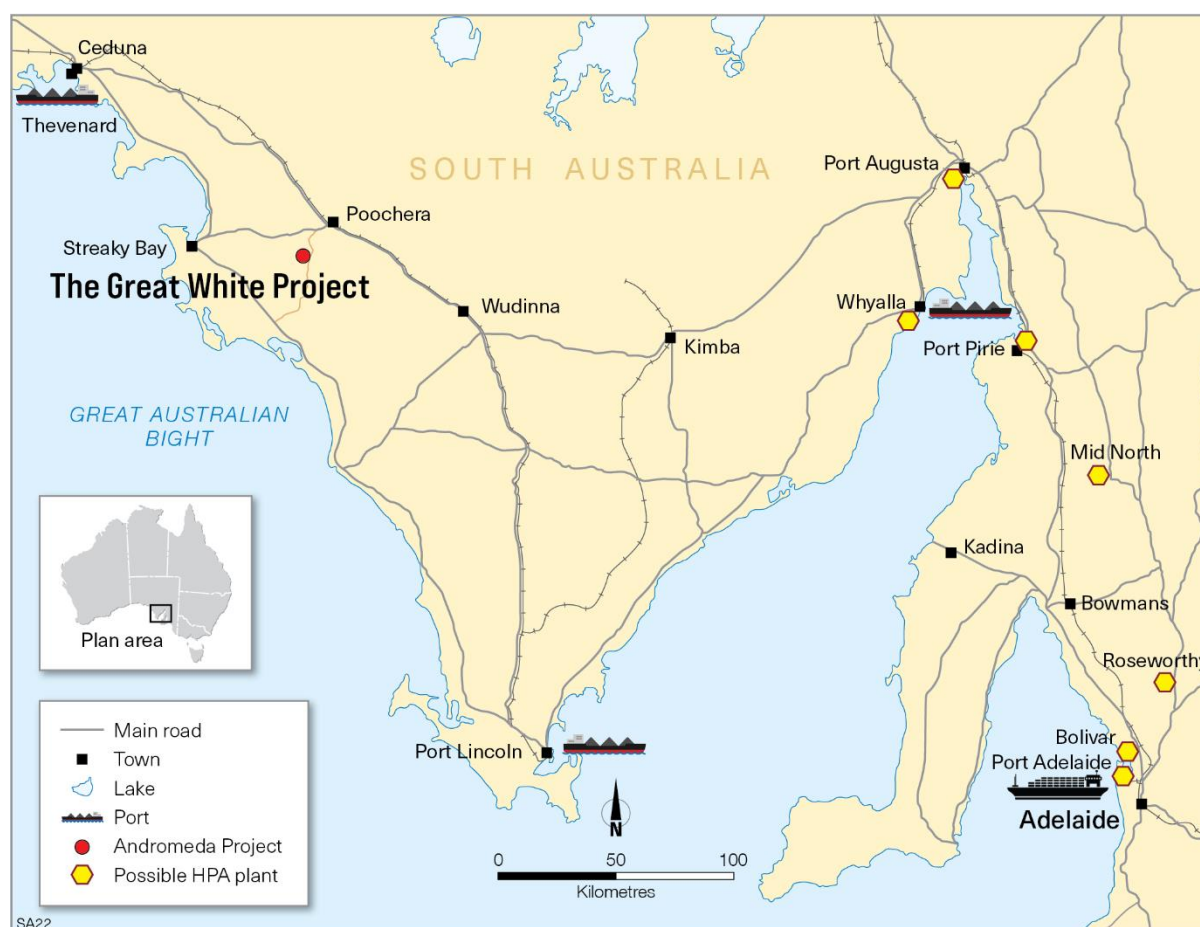 Ceduna
Thevenard
SOUTH AUSTRALIA
Port Augusta
Poochera
Streaky Bay
The Great White Project
Wudinna
Whyalla
Kimba
Port Pirie
GREAT AUSTRALIAN
BIGHT
Mid North
Kadina
Plan area
Bowmans
Roseworthy
Main road
Town
Lake
Port
Andromeda Project
Possible HPA plant
Port Lincoln
N
0 50 100
Kilometres
Bolivar
Port Adelaide
Adelaide
SA22